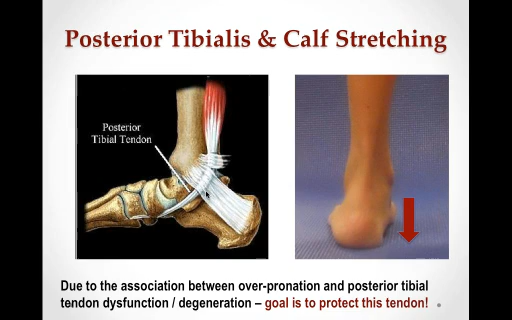 Posterior Tibialis & Calf Stretching
Posterior
Tibial Tendon
Due to the association between over-pronation and posterior tibial
tendon dysfunction / degeneration – goal is to protect this tendon!